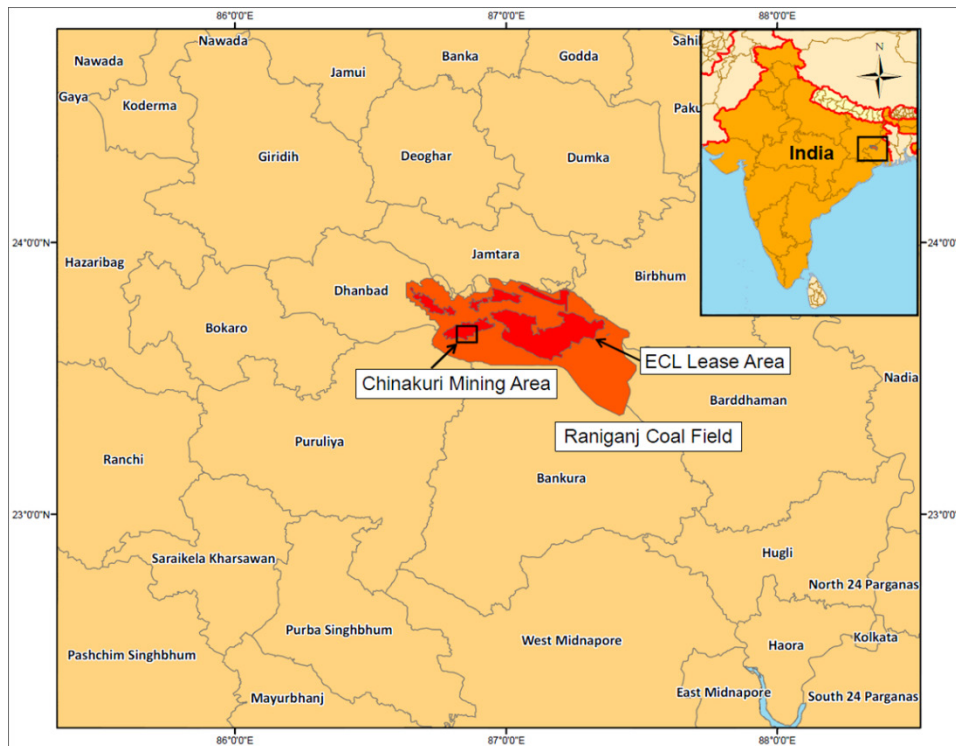 86°0'0"E
87°0'0"E
88°0'0"E
Nawada
Nawada
Banka
Godda
Sahi
Jamui
Gaya
Koderma
Paku
Giridih
Deoghar
Dumka
N
India
24°0'0"N
24°0'0"N
Hazaribag
Jamtara
Birbhum
Dhanbad
Bokaro
Chinakuri Mining Area
ECL Lease Area
Nadia
Barddhaman
Raniganj Coal Field
Puruliya
Ranchi
Bankura
23°0'0"N
23°0'0"N
Saraikela Kharsawan
Hugli
North 24 Parganas
Purba Singhbhum
West Midnapore
Kolkata
Haora
Pashchim Singhbhum
Mayurbhanj
East Midnapore
South 24 Parganas
86°0'0"E
87°0'0"E
88°0'0"E